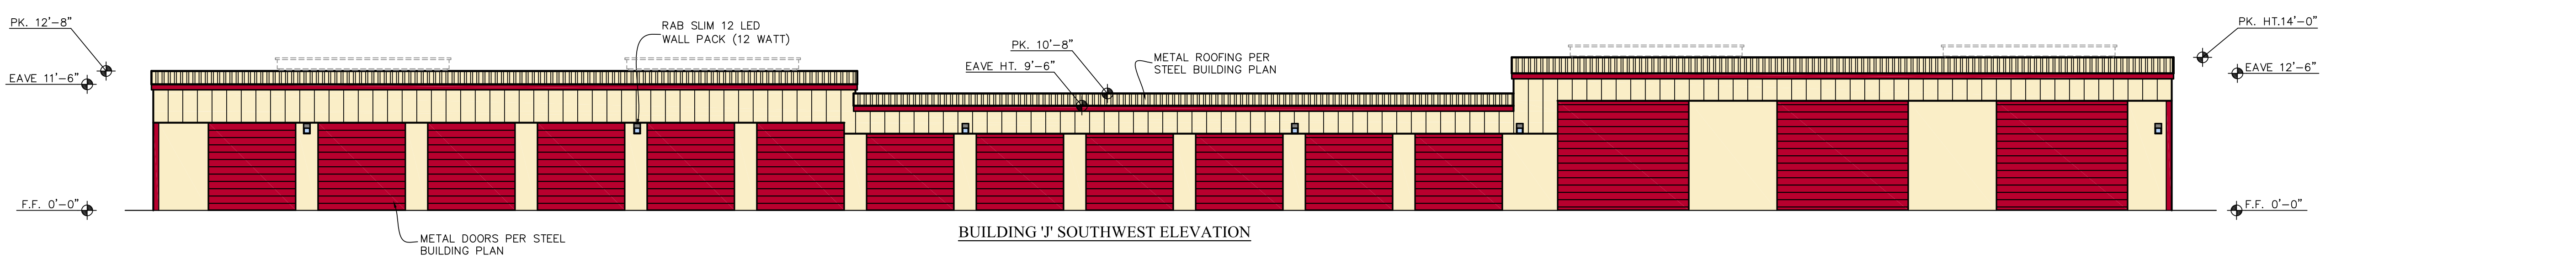 PK. 12'-8"
EAVE 11'-6"
F.F. 0'-0"
RAB SLIM 12 LED
WALL PACK (12 WATT)
METAL DOORS PER STEEL
BUILDING PLAN
PK. 10'-8"
EAVE HT. 9'-6"
METAL ROOFING PER
STEEL BUILDING PLAN
BUILDING 'J' SOUTHWEST ELEVATION
PK. HT.14'-0"
EAVE 12'-6"
F.F. 0'-0"